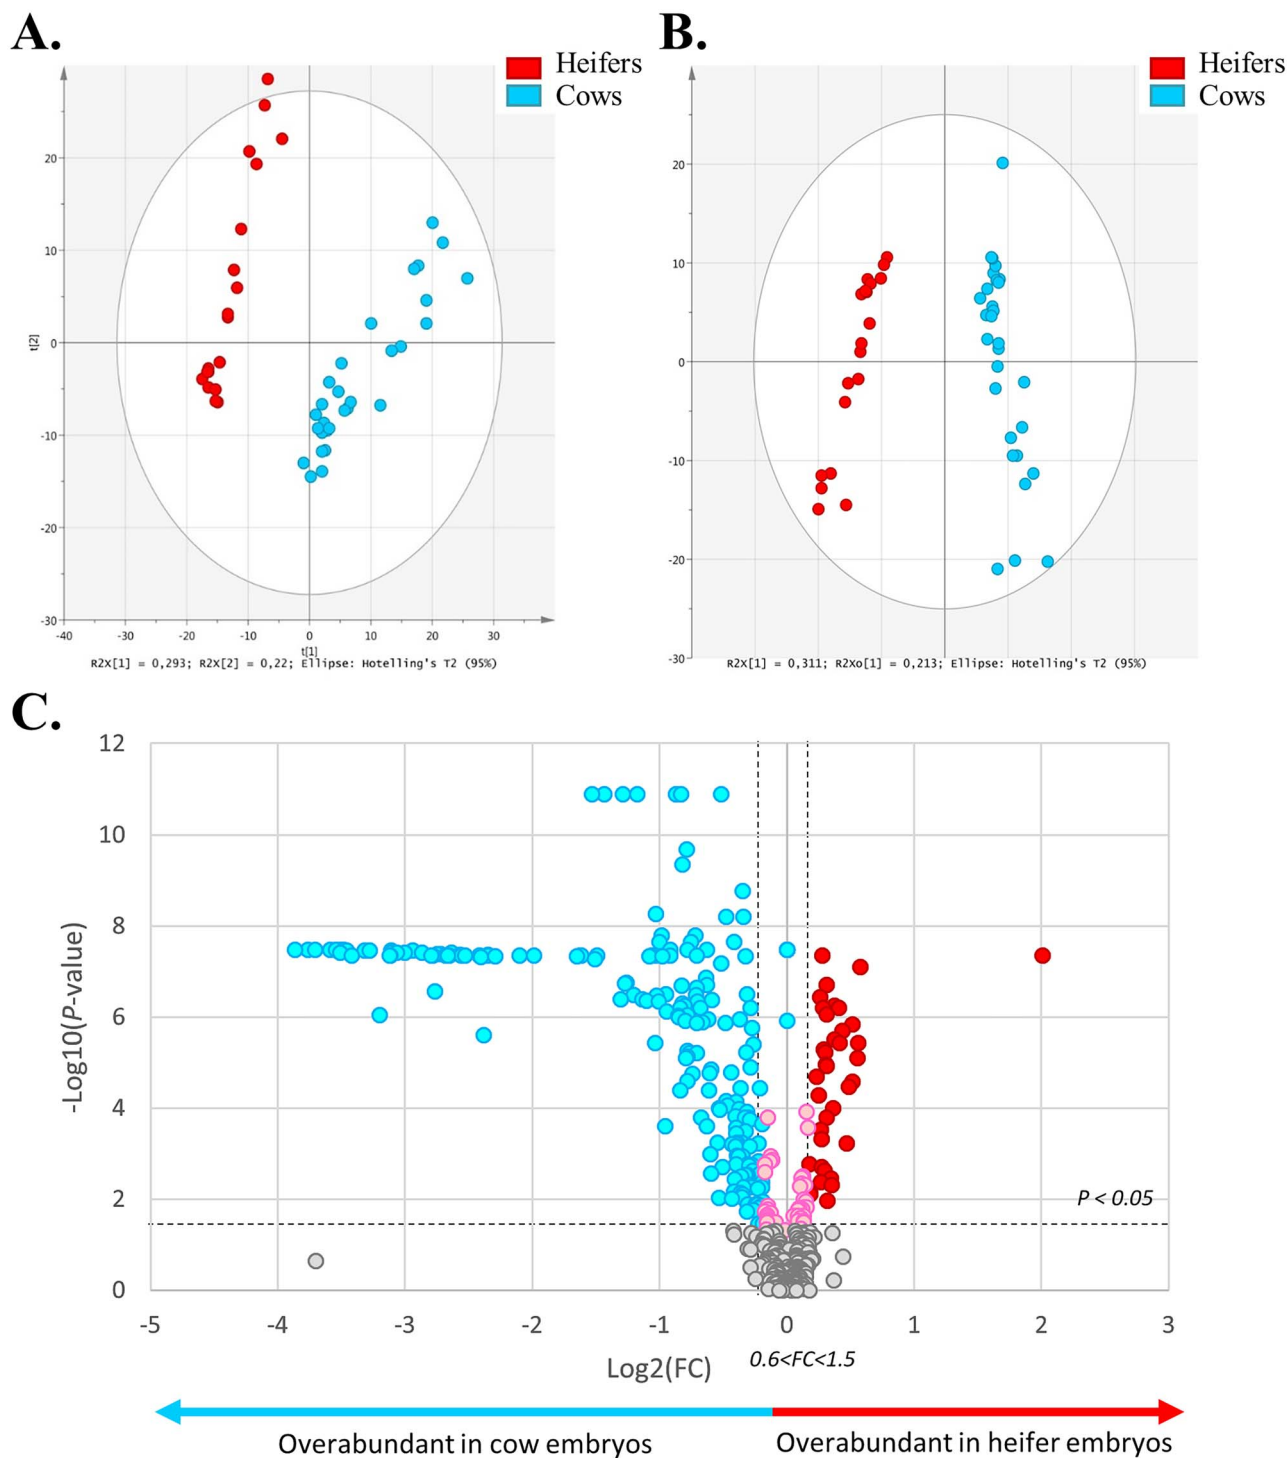 A.
Heifers
Cows
20
10
0
-10
-20
-30
t[2]
-40 -30 -20 -10 0 10 20 30
t[1]
R2X[1] = 0,293; R2X[2] = 0,22; Ellipse: Hotelling's T2 (95%)
B.
Heifers
Cows
20
10
0
-10
-20
-30
R2X[1] = 0,311; R2Xo[1] = 0,213; Ellipse: Hotelling's T2 (95%)
C.
12
10
8
6
4
2
0
-Log10(P-value)
P < 0.05
-5 -4 -3 -2 -1 0 1 2 3
Log2(FC)
0.6<FC<1.5
Overabundant in cow embryos
Overabundant in heifer embryos